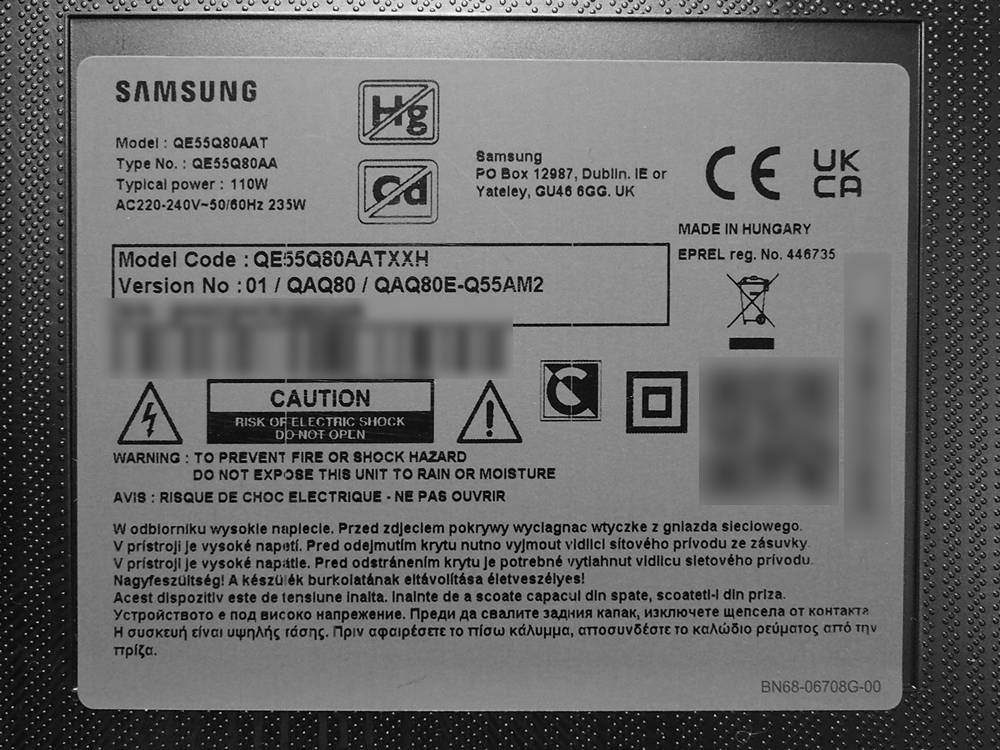 SAMSUNG
Hg
Cd
Model : QE55Q80AAT
Type No. : QE55Q80AA
Typical power : 110W
AC220-240V~50/60Hz 235W
Samsung
PO Box 12987, Dublin. IE or
Yateley, GU46 6GG. UK
CE
UK
CA
MADE IN HUNGARY
EPREL reg. No. 446735
Model Code : QE55Q80AATXXH
Version No : 01 / QAQ80 / QAQ80E-Q55AM2
CAUTION
RISK OF ELECTRIC SHOCK
DO NOT OPEN
WARNING : TO PREVENT FIRE OR SHOCK HAZARD
DO NOT EXPOSE THIS UNIT TO RAIN OR MOISTURE
AVIS : RISQUE DE CHOC ELECTRIQUE - NE PAS OUVRIR
W odbiorniku wysokie napiecie. Przed zdjeciem pokrywy wyciagnac wtyczke z gniazda sieciowego.
V prístroji je vysoké napetí. Pred odejmutím krytu nutno vyjmout vidlici sítového prívodu ze zásuvky.
V prístroji je vysoké napätie. Pred odstránením krytu je potrebné vytiahnut vidlicu sietového prívodu.
Nagyfeszültség! A készülék burkolatának eltávolítása életveszélyes!
Acest dispozitiv este de tensiune inalta. Inainte de a scoate capacul din spate, scoateti-l din priza.
Устройството е под високо напрежение. Преди да свалите задния капак, изключете щепсела от контакта
Η συσκευή είναι υψηλής τάσης. Πριν αφαιρέσετε το πίσω κάλυμμα, αποσυνδέστε το καλώδιο ρεύματος από την
πρίζα.
BN68-06708G-00